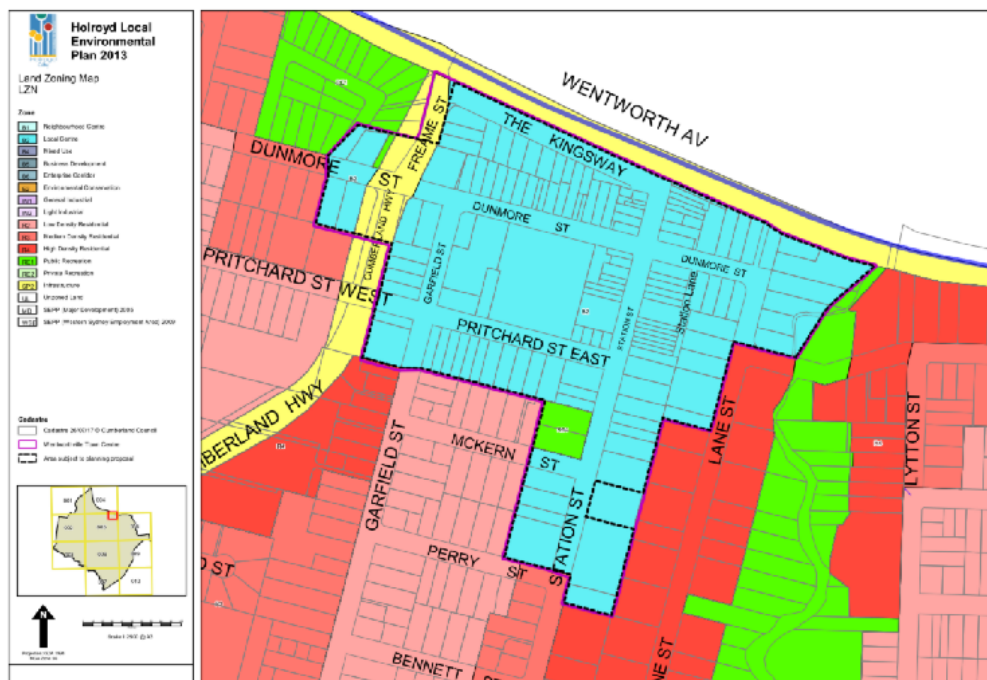 Holroyd Local
Environmental
Plan 2013
Land Zoning Map
LZN
Zone
Neighbourhood Centre
Local Centre
Mixed Use
Business Development
Enterprise Corridor
Environmental Conservation
General Industrial
Light Industrial
Low Density Residential
Medium Density Residential
High Density Residential
Public Recreation
Private Recreation
Infrastructure
Unzoned Land
Cadastre
Wentworthville Town Centre
Area subject to planning proposal
N
WENTWORTH AV
THE KINGSWAY
FREAME ST
DUNMORE ST
DUNMORE ST
DUNMORE ST
CUMBERLAND HWY
GARFIELD ST
PRITCHARD ST WEST
PRITCHARD ST EAST
STATION ST
Station Lane
LANE ST
LYTTON ST
MBERLAND HWY
GARFIELD ST
MCKERN ST
STATION ST
PERRY ST
D ST
BENNETT
NE ST